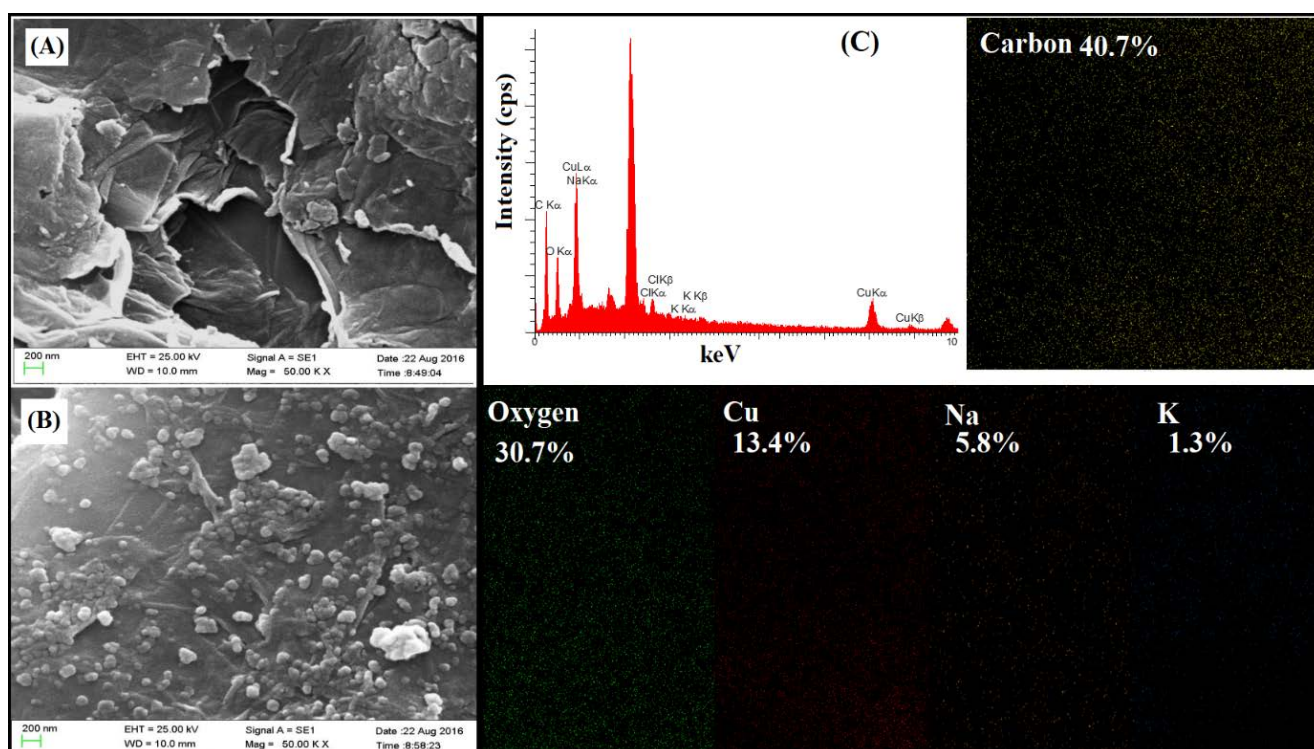 (A)
200 nm
EHT = 25.00 kV
WD = 10.0 mm
Signal A = SE1
Mag = 50.00 K X
Date :22 Aug 2016
Time :8:49:04
(C)
Intensity (cps)
C Kα
O Kα
CuLα
NaKα
ClKβ
ClKα
K Kβ
K Kα
CuKα
CuKβ
0
10
keV
Carbon 40.7%
(B)
200 nm
EHT = 25.00 kV
WD = 10.0 mm
Signal A = SE1
Mag = 50.00 K X
Date :22 Aug 2016
Time :8:58:23
Oxygen
30.7%
Cu
13.4%
Na
5.8%
K
1.3%